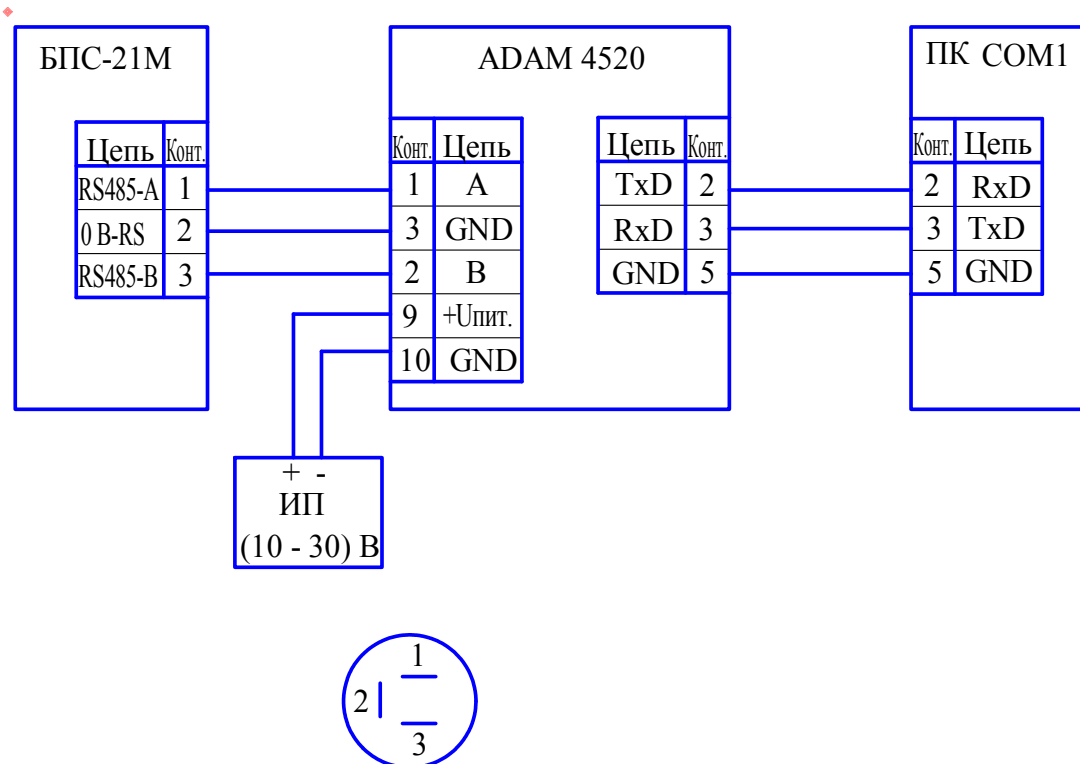 БПС-21М
Цепь Конт.
RS485-A 1
0 В-RS 2
RS485-B 3
ADAM 4520
Конт. Цепь
1 A
3 GND
2 B
9 +Uпит.
10 GND
Цепь Конт.
TxD 2
RxD 3
GND 5
ПК COM1
Конт. Цепь
2 RxD
3 TxD
5 GND
+ -
ИП
(10 - 30) В
1
2
3